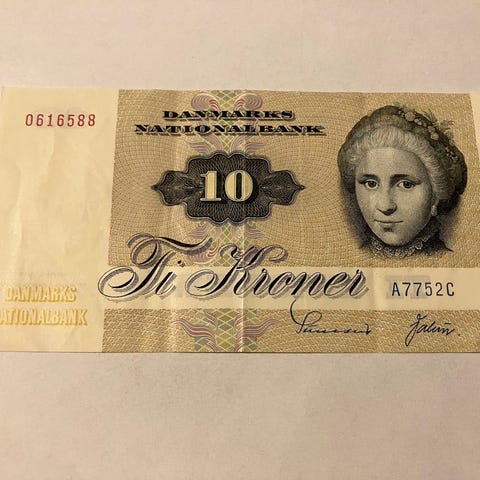 0616588
DANMARKS
NATIONALBANK
10
Ti Kroner
A7752C
DANMARKS
NATIONALBANK